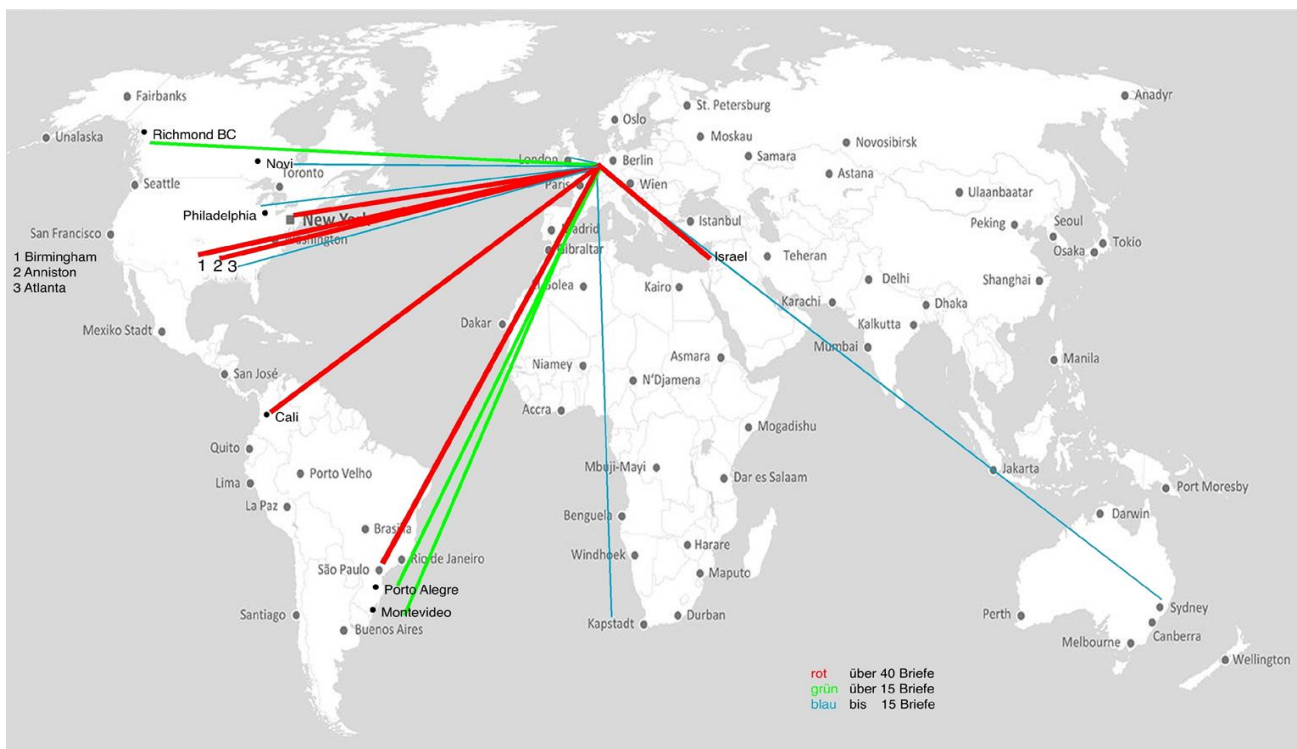 Fairbanks
Anadyr
St. Petersburg
Oslo
Richmond BC
Unalaska
Moskau
Novosibirsk
London
Berlin
Samara
Novi
Toronto
Astana
Seattle
Paris
Wien
Ulaanbaatar
Philadelphia
New York
Istanbul
Peking
Seoul
San Francisco
Washington
Madrid
Tokio
Osaka
Gibraltar
Israel
Teheran
1 Birmingham
2 Anniston
3 Atlanta
1 2 3
Delhi
Shanghai
El Golea
Kairo
Karachi
Dhaka
Mexiko Stadt
Dakar
Kalkutta
Mumbai
Manila
Asmara
Niamey
San José
N'Djamena
Accra
Cali
Mogadishu
Quito
Porto Velho
Mbuji-Mayi
Jakarta
Dar es Salaam
Lima
Port Moresby
La Paz
Benguela
Darwin
Brasilia
Harare
Windhoek
Rio de Janeiro
São Paulo
Maputo
Porto Alegre
Montevideo
Sydney
Santiago
Durban
Perth
Kapstadt
Buenos Aires
Canberra
Melbourne
Wellington
rot über 40 Briefe
grün über 15 Briefe
blau bis 15 Briefe